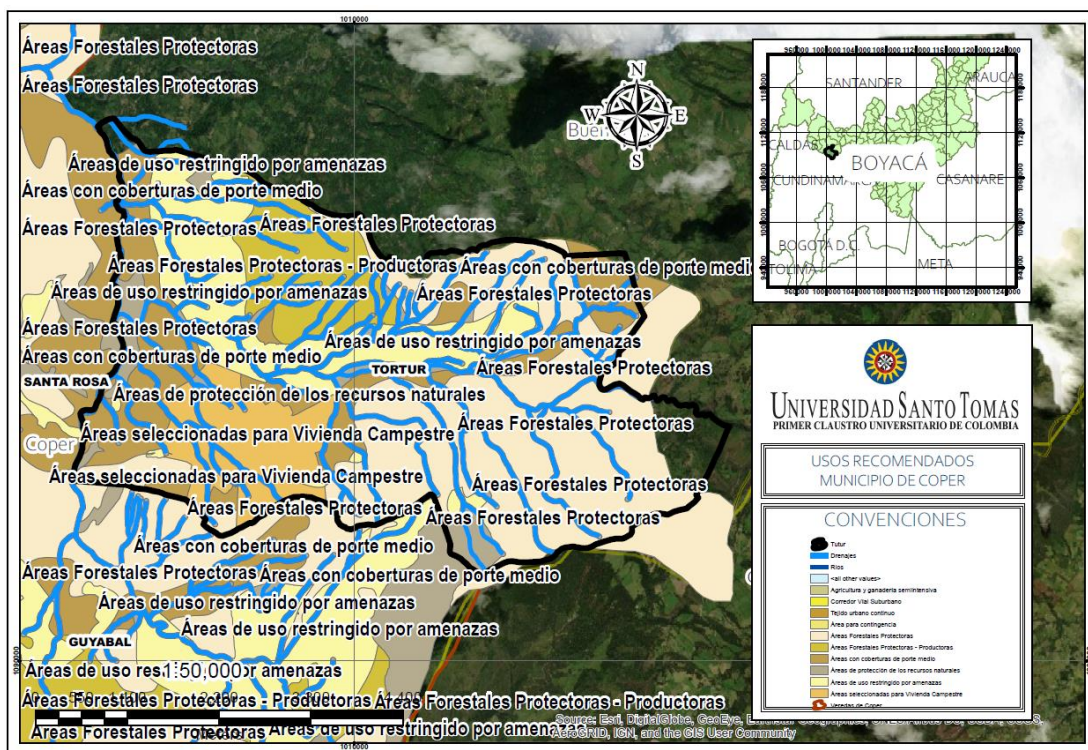 1010000
Áreas Forestales Protectoras
Áreas Forestales Protectoras
Áreas de uso restringido por amenazas
Áreas con coberturas de porte medio
Áreas Forestales Protectoras
Áreas Forestales Protectoras
Áreas Forestales Protectoras - Productoras
Áreas con coberturas de porte medio
Áreas de uso restringido por amenazas
Áreas Forestales Protectoras
Áreas Forestales Protectoras
Áreas de uso restringido por amenazas
Áreas con coberturas de porte medio
SANTA ROSA
TORTUR
Áreas Forestales Protectoras
Áreas de protección de los recursos naturales
Áreas Forestales Protectoras
Áreas seleccionadas para Vivienda Campestre
Coper
Áreas seleccionadas para Vivienda Campestre
Áreas Forestales Protectoras
Áreas Forestales Protectoras
Áreas Forestales Protectoras
Áreas con coberturas de porte medio
Áreas Forestales Protectoras
Áreas con coberturas de porte medio
Áreas de uso restringido por amenazas
Áreas de uso restringido por amenazas
GUYABAL
1:50,000
Áreas Forestales Protectoras - Productoras
Áreas Forestales Protectoras - Productoras
Áreas Forestales Protectoras
Áreas de uso restringido por
1010000
Source: Esri, DigitalGlobe, GeoEye,
AeroGRID, IGN, and the GIS User Community
N
W
E
S
SANTANDER
ARAUCA
CALDAS
BOYACÁ
CASANARE
BOGOTÁ D.C.
TOLIMA
META
UNIVERSIDAD SANTO TOMAS
PRIMER CLAUSTRO UNIVERSITARIO DE COLOMBIA
USOS RECOMENDADOS
MUNICIPIO DE COPER
CONVENCIONES
Tutur
Drenajes
Rios
<all other values>
Agricultura y ganaderia semiintensiva
Corredor Vial Suburbano
Tejido urbano continuo
Área para contingencia
Áreas Forestales Protectoras
Áreas Forestales Protectoras - Productoras
Áreas con coberturas de porte medio
Áreas de protección de los recursos naturales
Áreas de uso restringido por amenazas
Áreas seleccionadas para Vivienda Campestre
Veredas de Coper